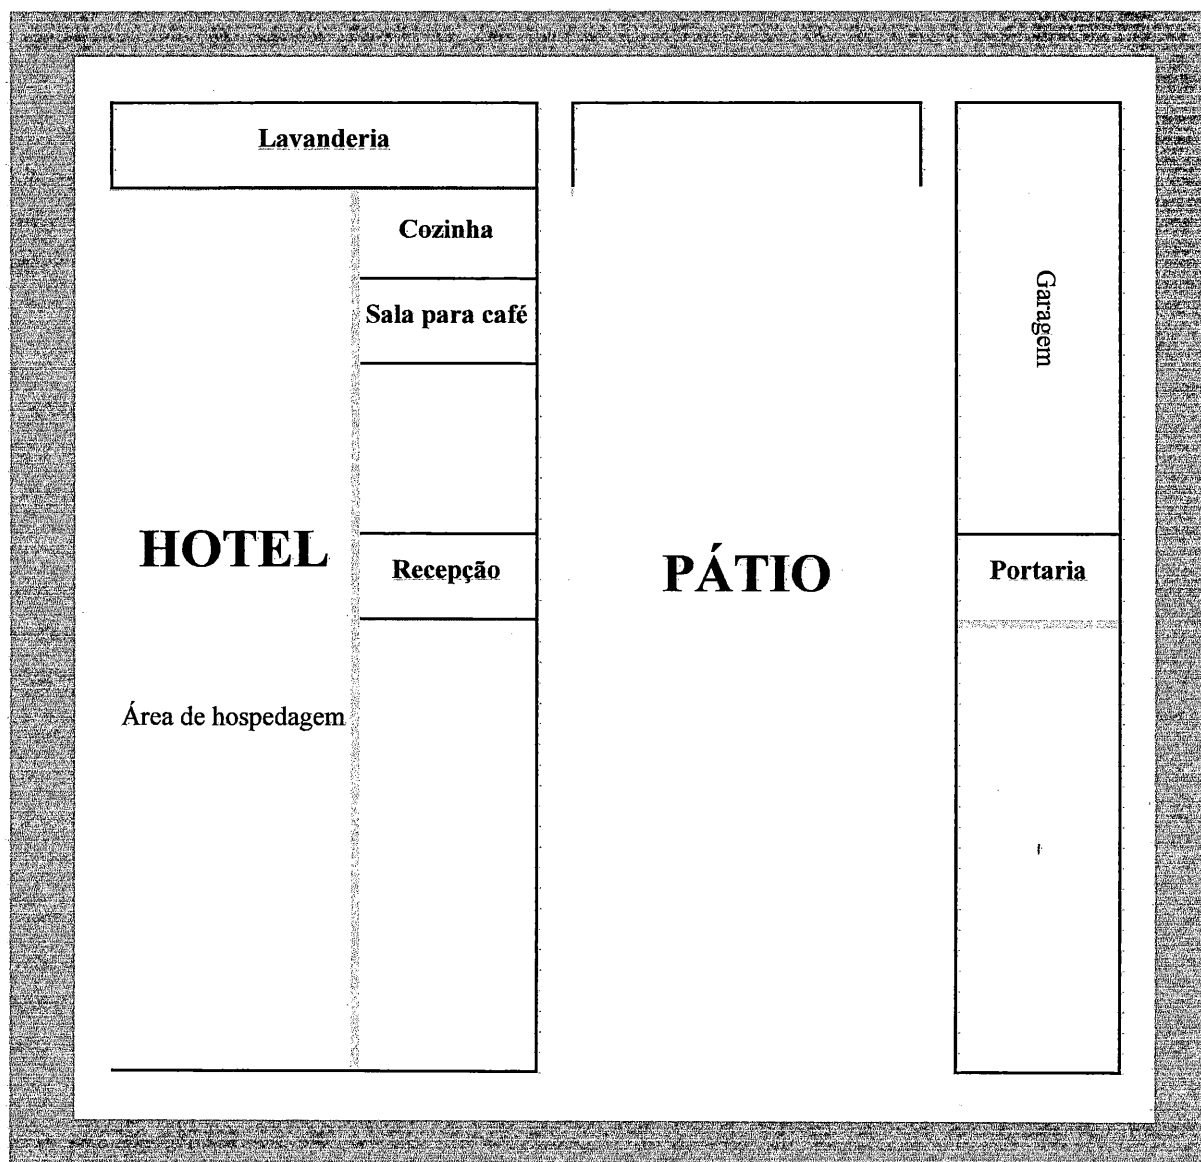 Lavanderia
Cozinha
Sala para café
Garagem
HOTEL
Recepção
PÁTIO
Portaria
Área de hospedagem